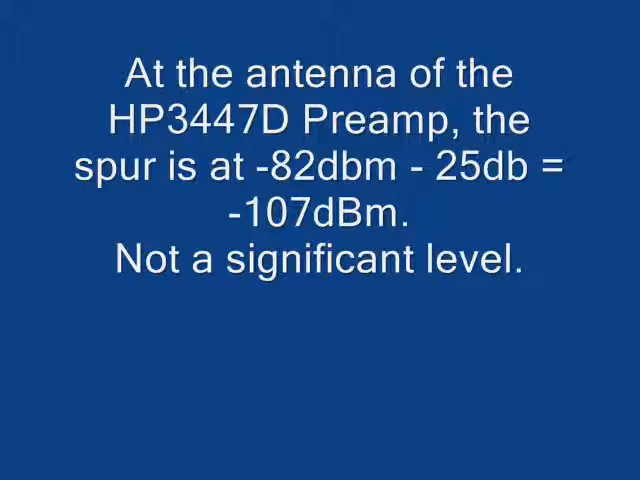 At the antenna of the
HP3447D Preamp, the
spur is at -82dbm - 25db =
-107dBm.
Not a significant level.